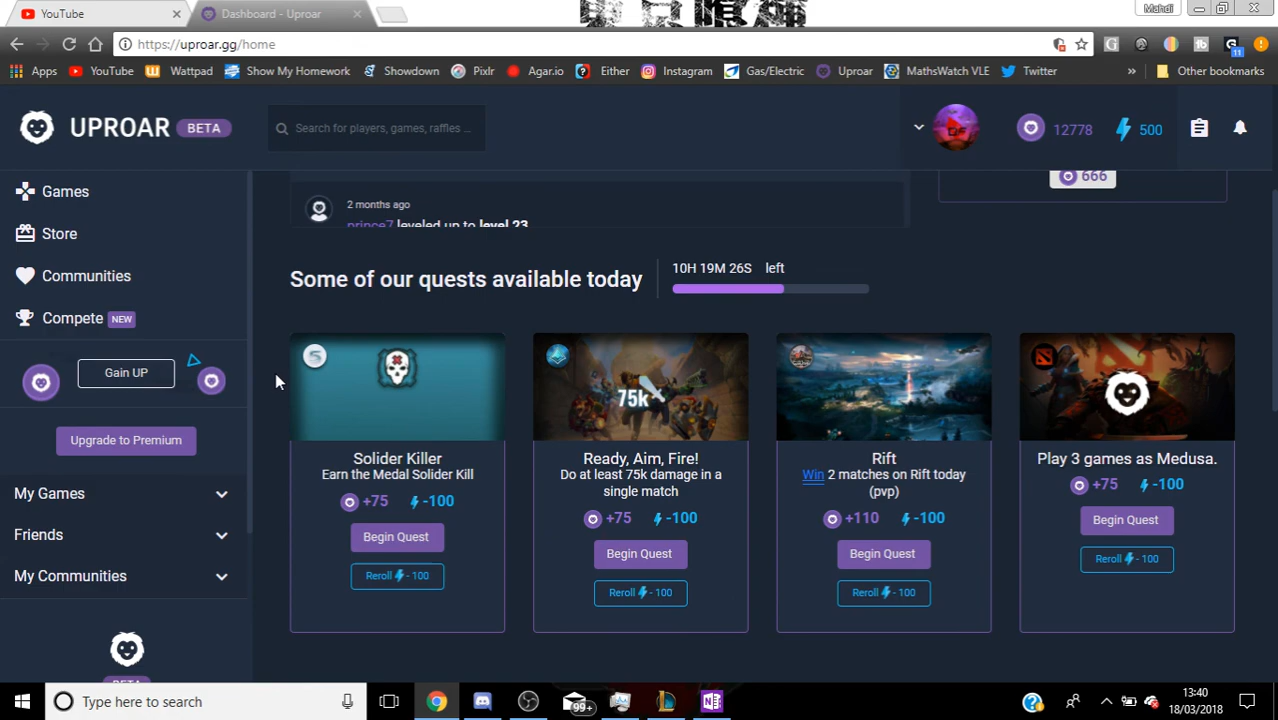 YouTube
Dashboard - Uproar
Mahdi
https://uproar.gg/home
11
Apps
YouTube
Wattpad
Show My Homework
Showdown
Pixlr
Agar.io
Either
Instagram
Gas/Electric
Uproar
MathsWatch VLE
Twitter
»
Other bookmarks
UPROAR BETA
Search for players, games, raffles ...
12778
500
Games
Store
Communities
Compete NEW
Gain UP
Upgrade to Premium
My Games
Friends
My Communities
BETA
666
2 months ago
prince7 leveled up to level 23
Some of our quests available today
10H 19M 26S left
Solider Killer
Earn the Medal Solider Kill
+75 -100
Begin Quest
Reroll - 100
75k
Ready, Aim, Fire!
Do at least 75k damage in a
single match
+75 -100
Begin Quest
Reroll - 100
Rift
Win 2 matches on Rift today
(pvp)
+110 -100
Begin Quest
Reroll - 100
Play 3 games as Medusa.
+75 -100
Begin Quest
Reroll - 100
Type here to search
99+
13:40
18/03/2018